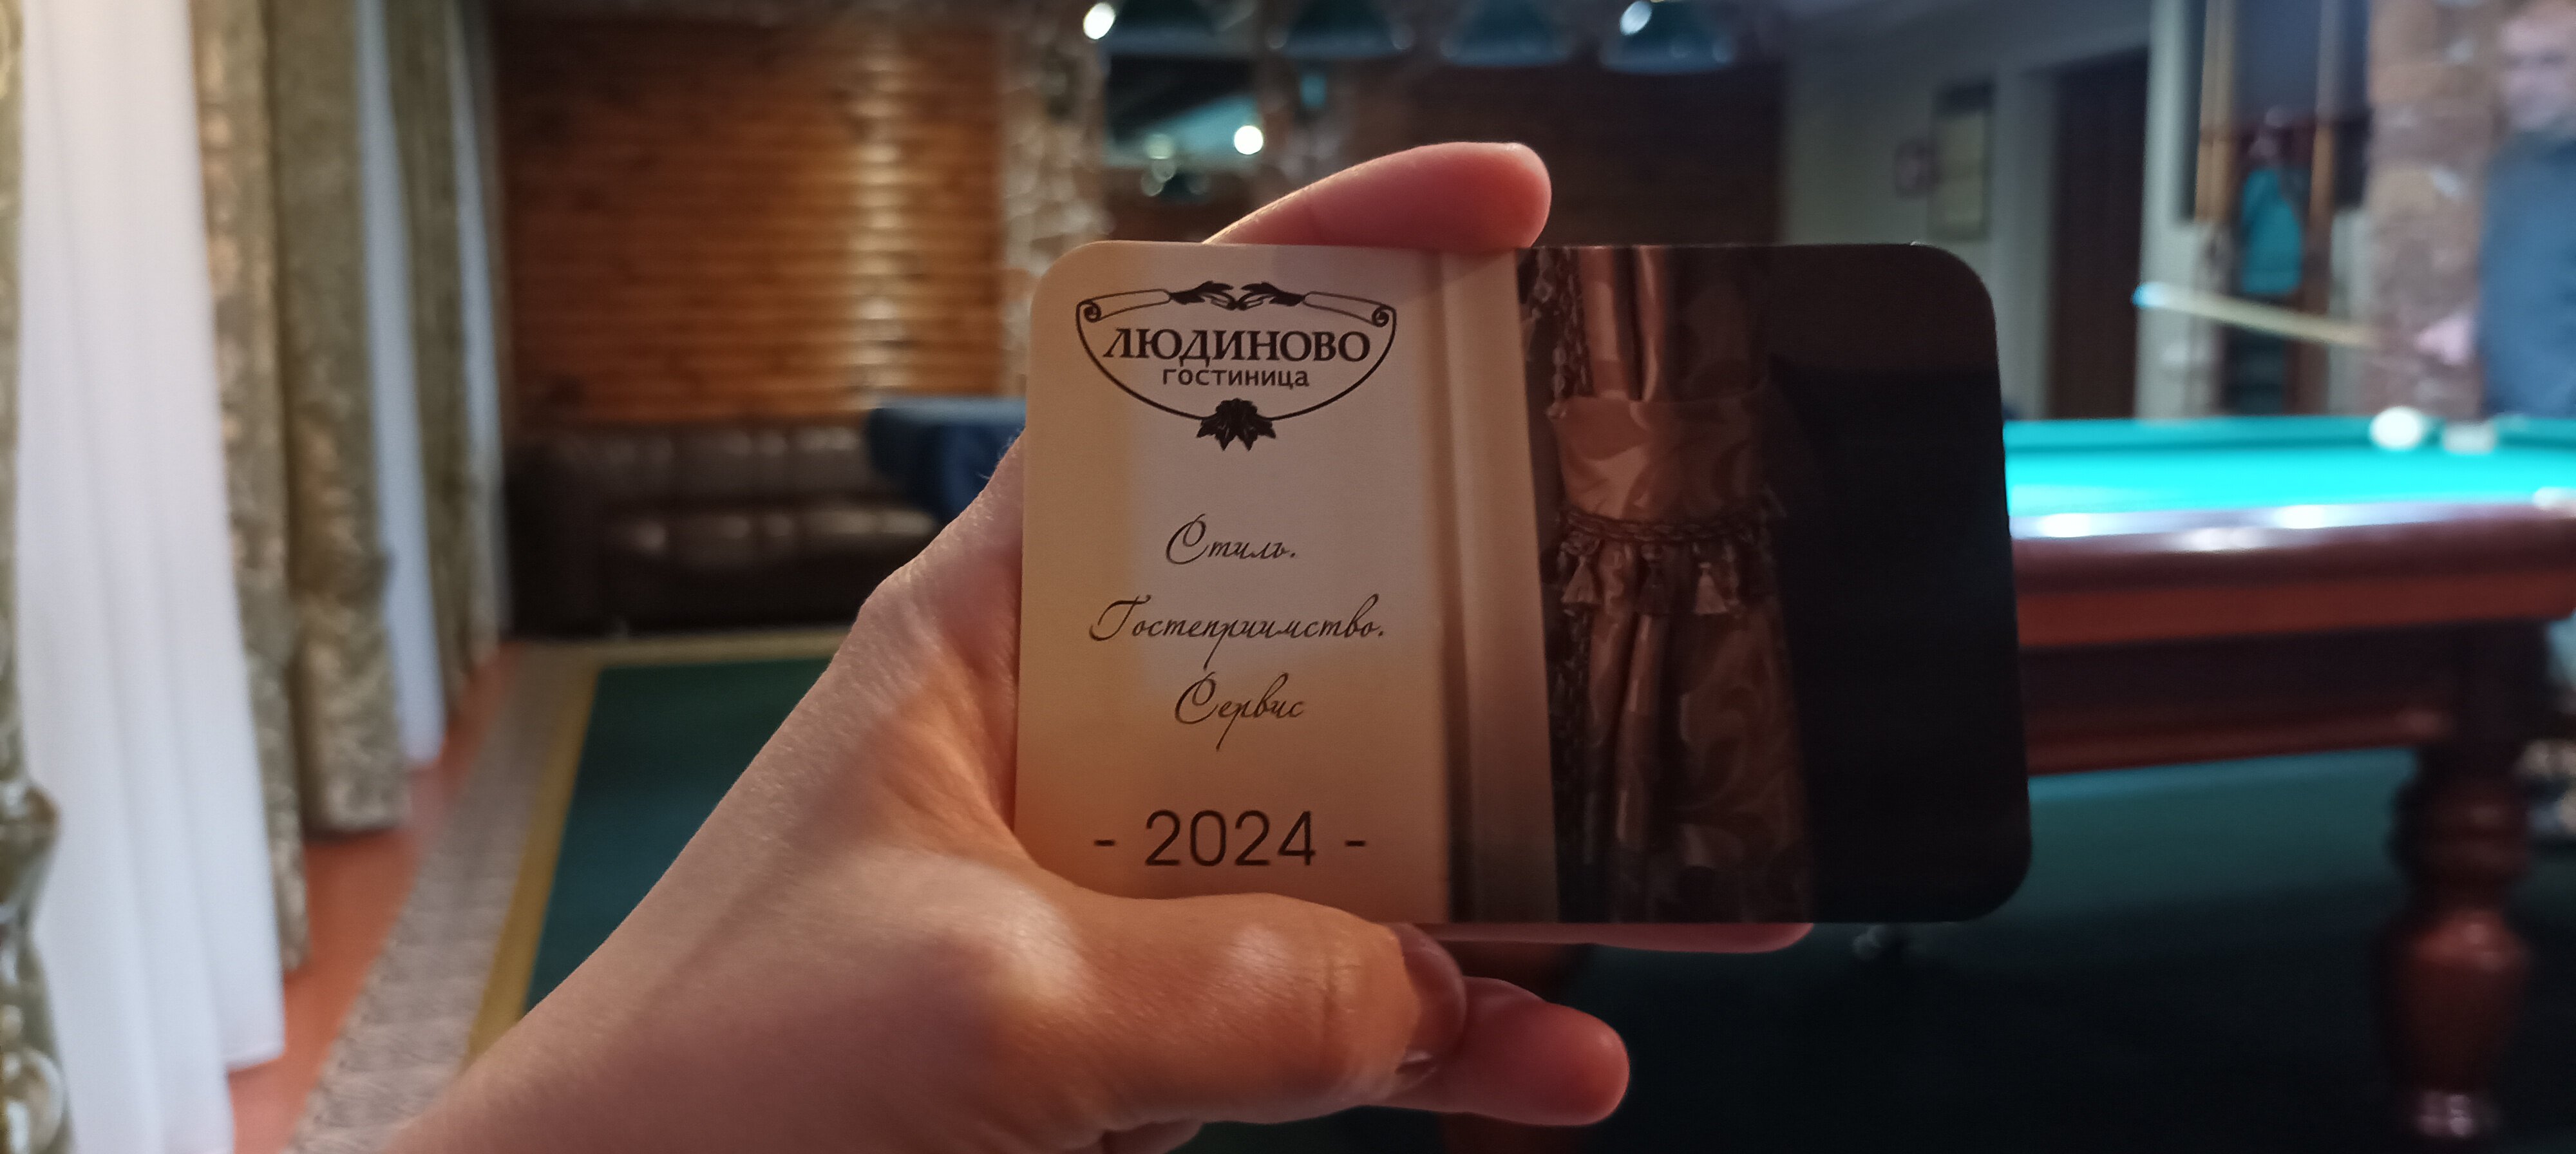 ЛЮДИНОВО
гостиница
Стиль.
Гостеприимство.
Сервис
- 2024 -